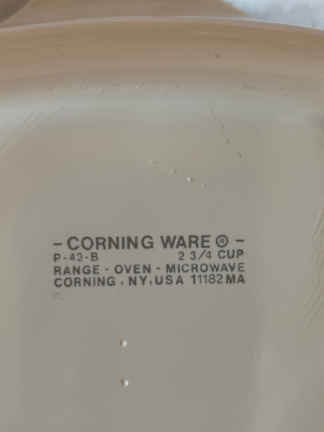 - CORNING WARE ® -
P-43-B 2 3/4 CUP
RANGE - OVEN - MICROWAVE
CORNING, NY, USA 11182 MA